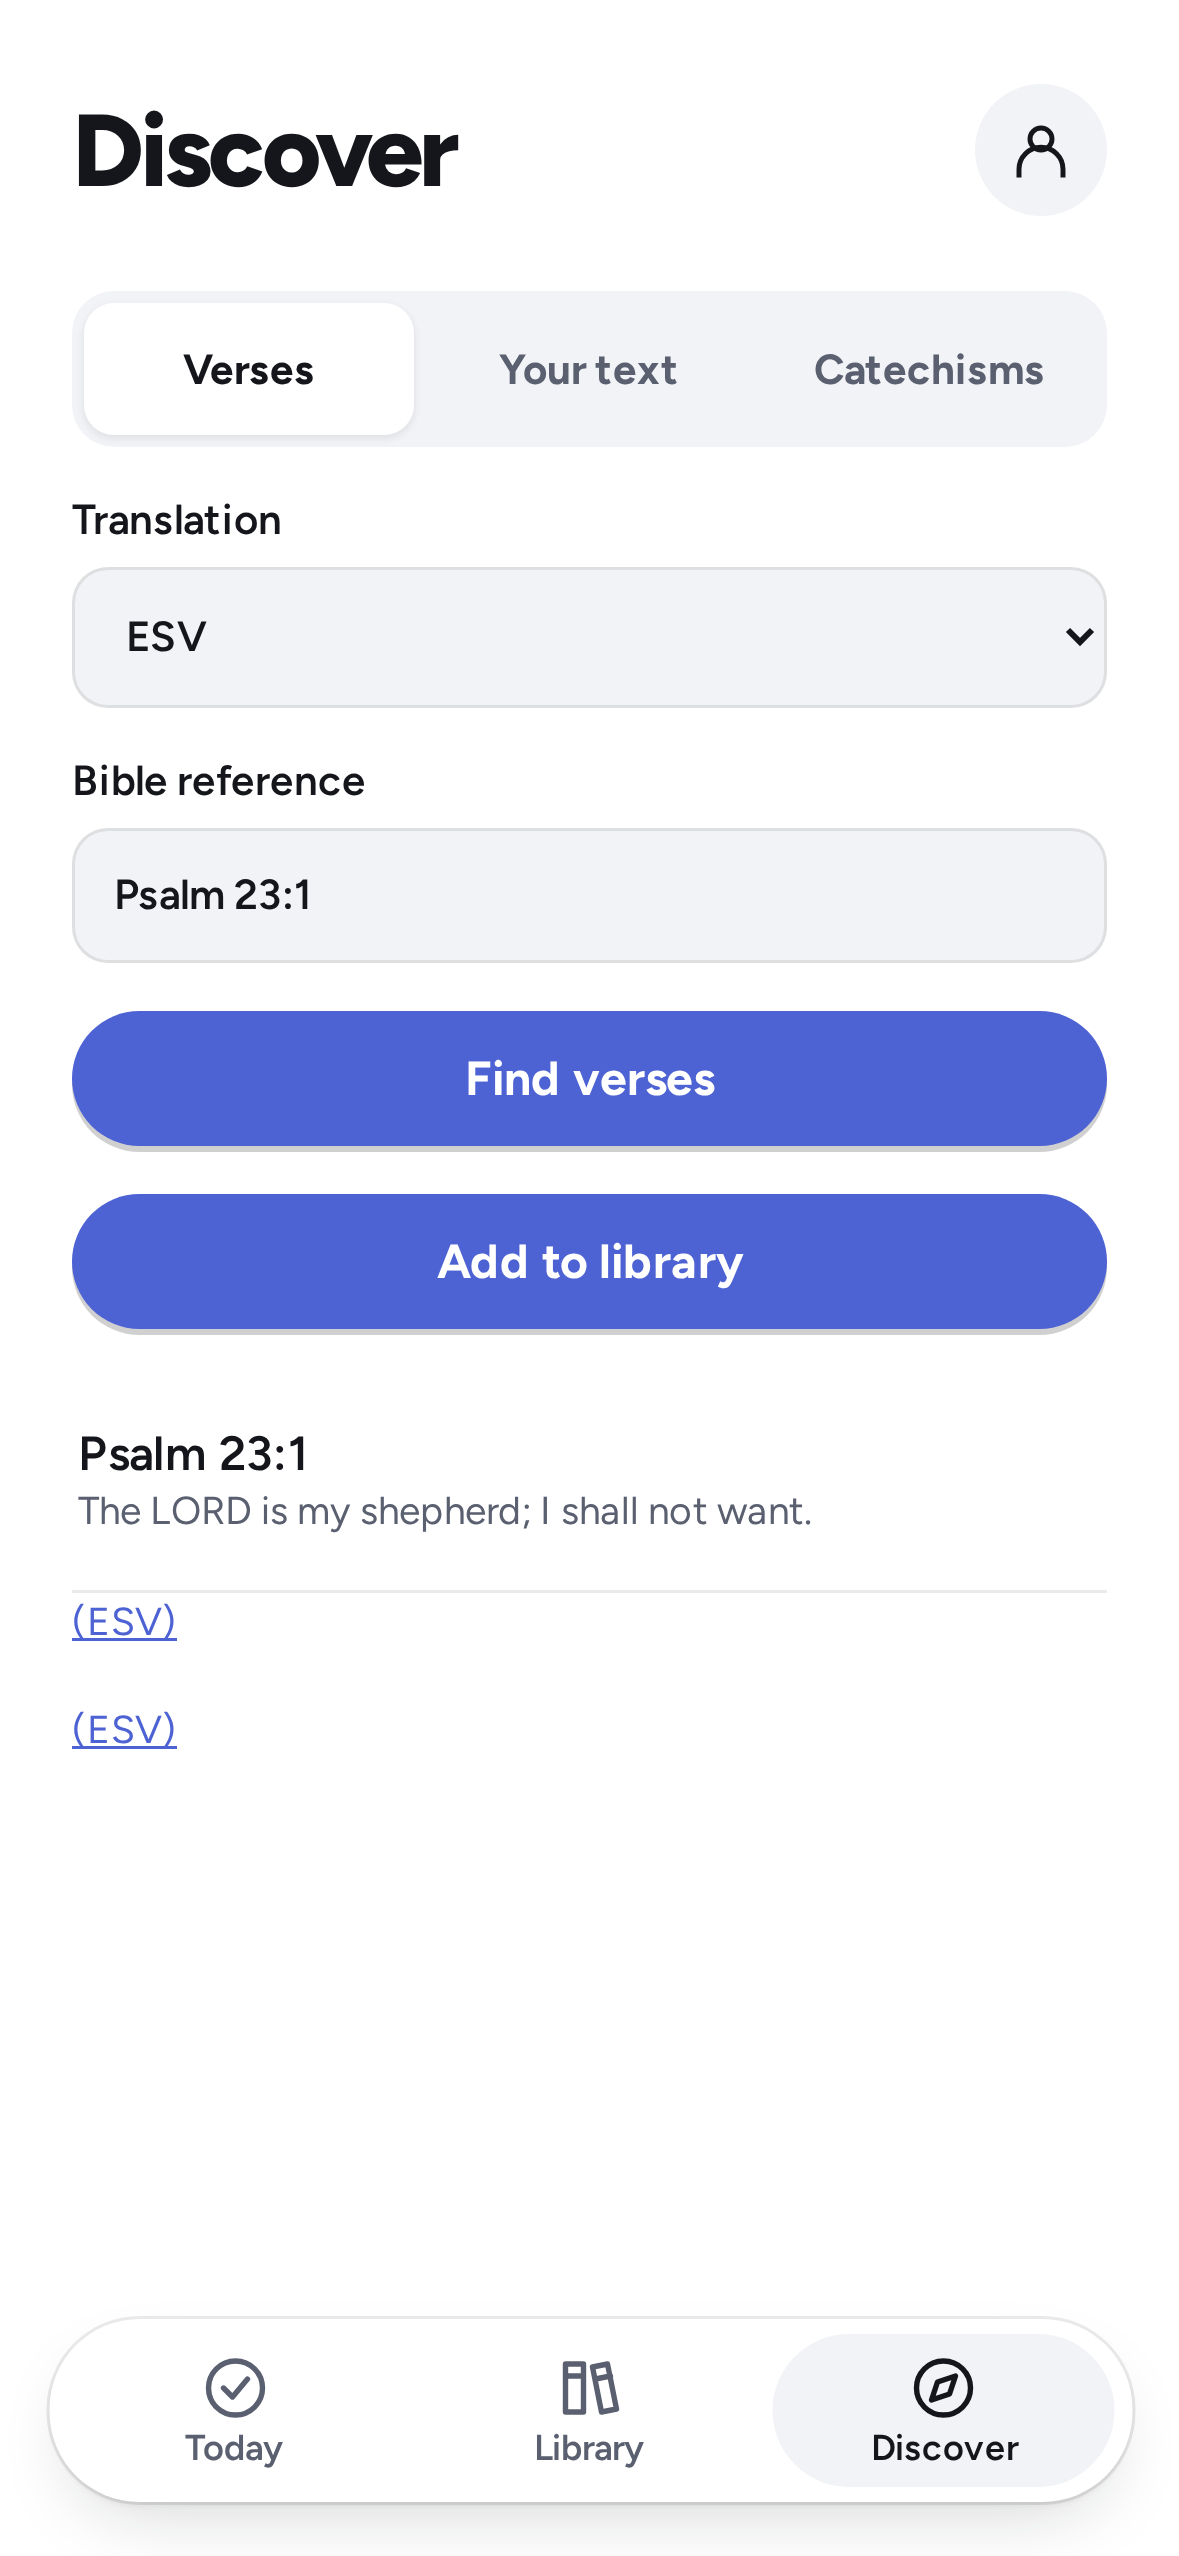 Discover
Verses Your text Catechisms
Translation
ESV
Bible reference
Psalm 23:1
Find verses
Add to library
Psalm 23:1
The LORD is my shepherd; I shall not want.
(ESV)
(ESV)
Today Library Discover